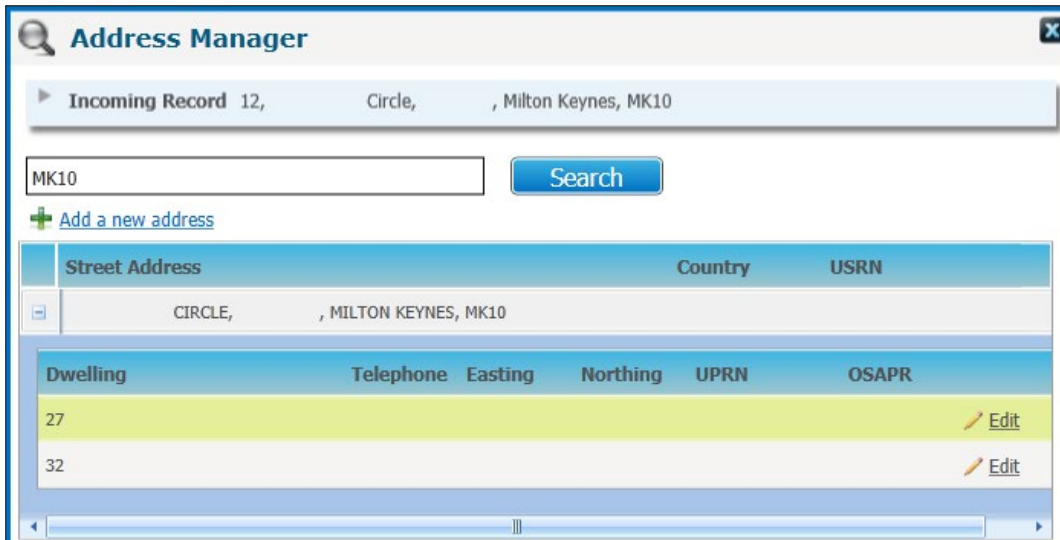 Address Manager
Incoming Record 12, Circle, , Milton Keynes, MK10
MK10 Search
Add a new address
Street Address Country USRN
CIRCLE, , MILTON KEYNES, MK10
Dwelling Telephone Easting Northing UPRN OSAPR
27 Edit
32 Edit